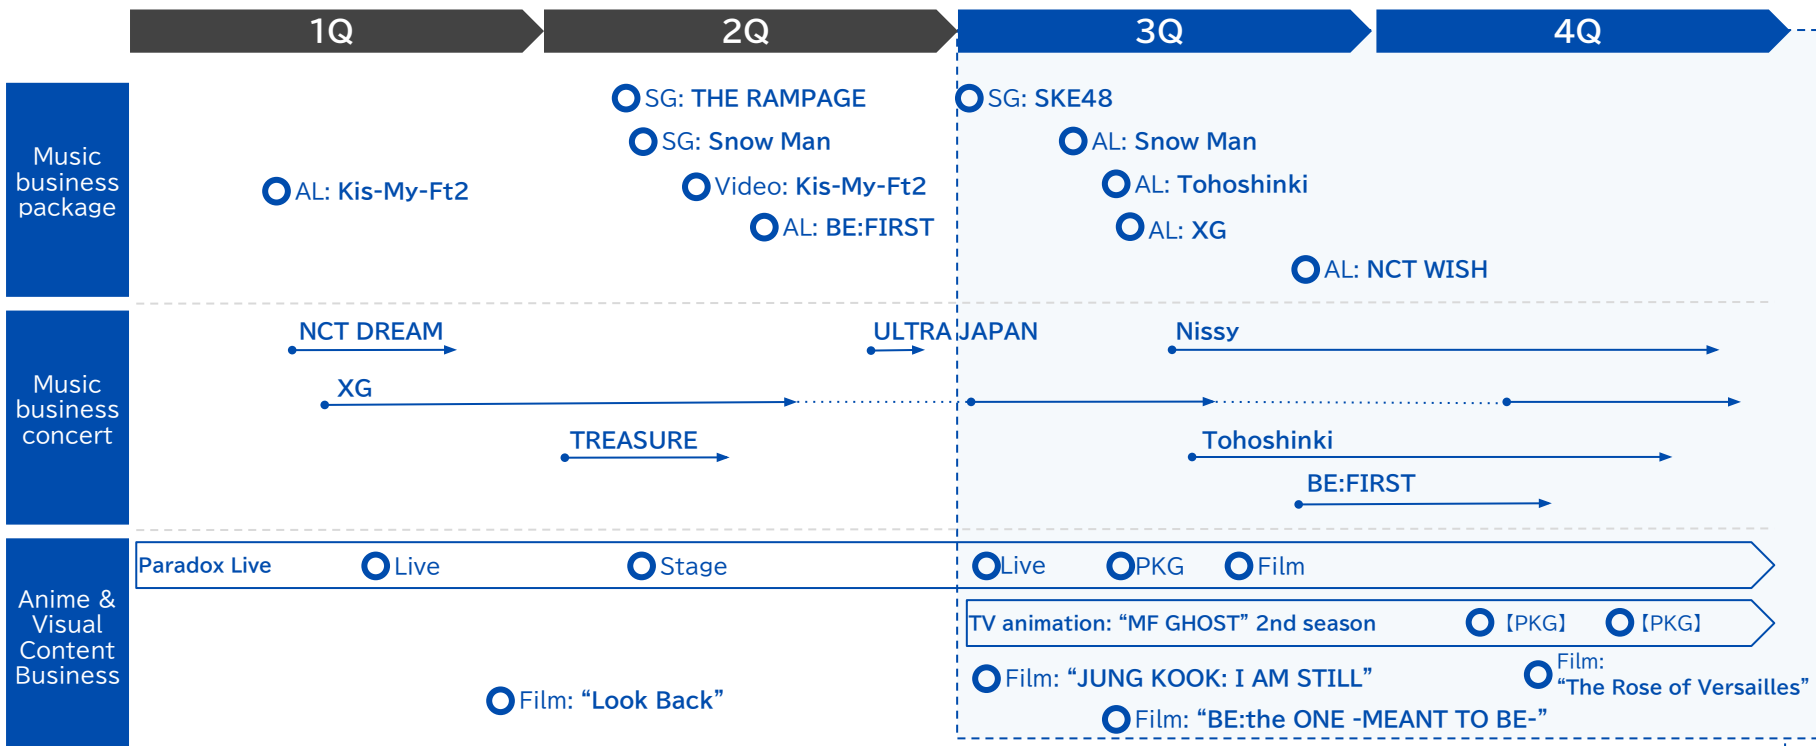 1Q
2Q
3Q
4Q
Music
business
package
SG: THE RAMPAGE
SG: SKE48
SG: Snow Man
AL: Snow Man
AL: Kis-My-Ft2
Video: Kis-My-Ft2
AL: Tohoshinki
AL: BE:FIRST
AL: XG
AL: NCT WISH
Music
business
concert
NCT DREAM
ULTRA JAPAN
Nissy
XG
TREASURE
Tohoshinki
BE:FIRST
Anime &
Visual
Content
Business
Paradox Live
Live
Stage
Live
PKG
Film
TV animation: “MF GHOST” 2nd season
【PKG】
【PKG】
Film: “Look Back”
Film: “JUNG KOOK: I AM STILL”
Film:
“The Rose of Versailles”
Film: “BE:the ONE -MEANT TO BE-”